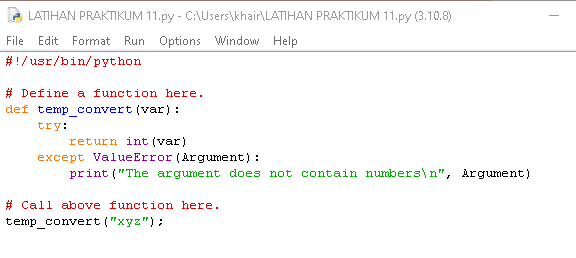 LATIHAN PRAKTIKUM 11.py - C:\Users\khair\LATIHAN PRAKTIKUM 11.py (3.10.8)
File Edit Format Run Options Window Help
#!/usr/bin/python
# Define a function here.
def temp_convert(var):
    try:
        return int(var)
    except ValueError(Argument):
        print("The argument does not contain numbers\n", Argument)
# Call above function here.
temp_convert("xyz");